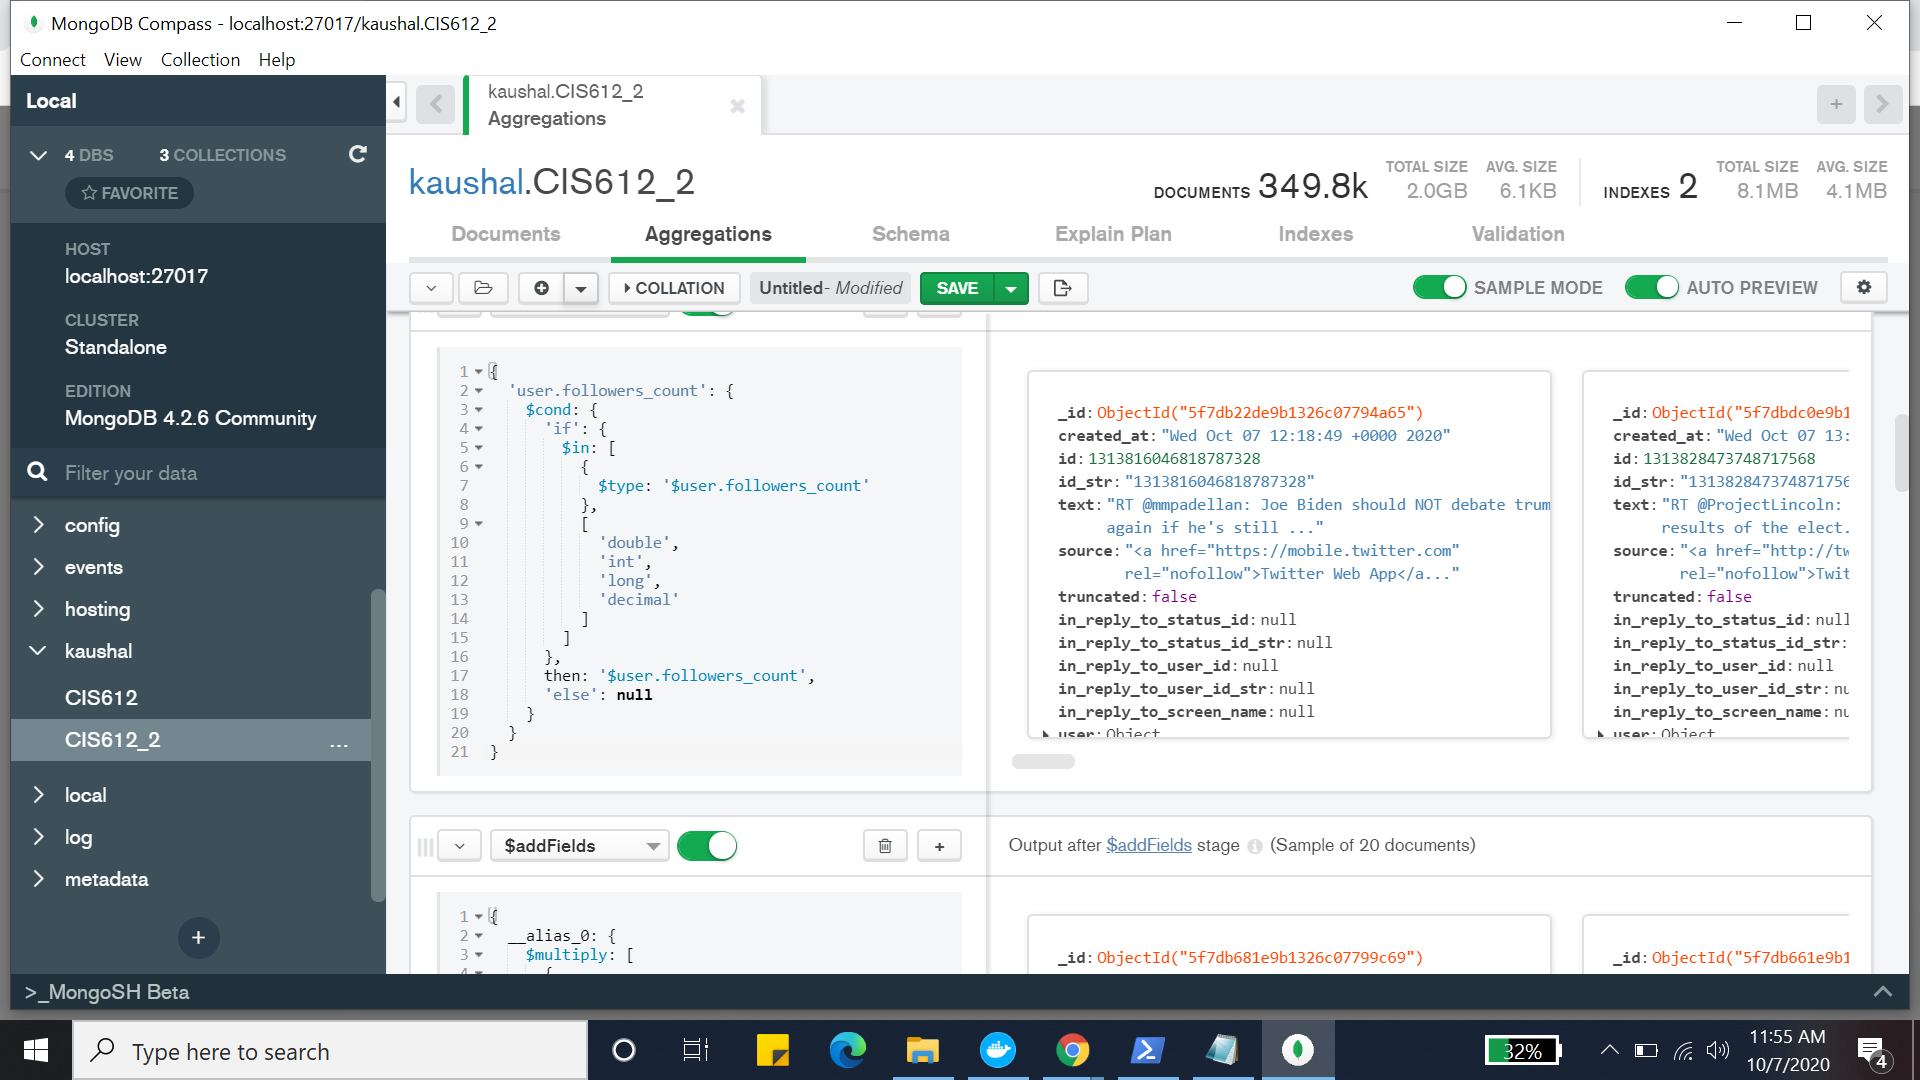 MongoDB Compass - localhost:27017/kaushal.CIS612_2
Connect View Collection Help
Local
4 DBS 3 COLLECTIONS
FAVORITE
HOST
localhost:27017
CLUSTER
Standalone
EDITION
MongoDB 4.2.6 Community
Filter your data
config
events
hosting
kaushal
CIS612
CIS612_2 ...
local
log
metadata
+
kaushal.CIS612_2
Aggregations
kaushal.CIS612_2
DOCUMENTS 349.8k
TOTAL SIZE AVG. SIZE
2.0GB 6.1KB
INDEXES 2
TOTAL SIZE AVG. SIZE
8.1MB 4.1MB
Documents Aggregations Schema Explain Plan Indexes Validation
COLLATION Untitled- Modified SAVE SAMPLE MODE AUTO PREVIEW
1 {
2 'user.followers_count': {
3 $cond: {
4 'if': {
5 $in: [
6 {
7 $type: '$user.followers_count'
8 },
9 [
10 'double',
11 'int',
12 'long',
13 'decimal'
14 ]
15 ]
16 },
17 then: '$user.followers_count',
18 'else': null
19 }
20 }
21 }
_id: ObjectId("5f7db22de9b1326c07794a65")
created_at: "Wed Oct 07 12:18:49 +0000 2020"
id: 1313816046818787328
id_str: "1313816046818787328"
text: "RT @mmpadellan: Joe Biden should NOT debate trum
again if he's still ..."
source: "<a href="https://mobile.twitter.com"
rel="nofollow">Twitter Web App</a..."
truncated: false
in_reply_to_status_id: null
in_reply_to_status_id_str: null
in_reply_to_user_id: null
in_reply_to_user_id_str: null
in_reply_to_screen_name: null
user: Object
_id: ObjectId("5f7dbdc0e9b1
created_at: "Wed Oct 07 13:
id: 1313828473748717568
id_str: "131382847374871756
text: "RT @ProjectLincoln:
results of the elect.
source: "<a href="http://tw
rel="nofollow">Twit
truncated: false
in_reply_to_status_id: null
in_reply_to_status_id_str:
in_reply_to_user_id: null
in_reply_to_user_id_str: nu
in_reply_to_screen_name: nu
user: Object
$addFields
+
Output after $addFields stage (Sample of 20 documents)
1 {
2 __alias_0: {
3 $multiply: [
4 {
_id: ObjectId("5f7db681e9b1326c07799c69")
_id: ObjectId("5f7db661e9b1
>_MongoSH Beta
Type here to search
32%
11:55 AM
10/7/2020
4